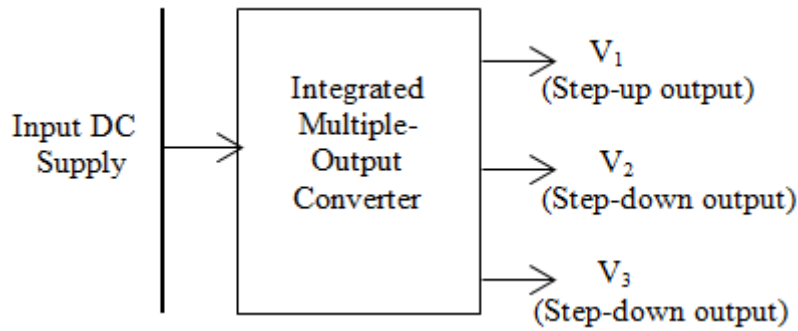 Input DC
Supply
Integrated
Multiple-
Output
Converter
V₁
(Step-up output)
V₂
(Step-down output)
V₃
(Step-down output)